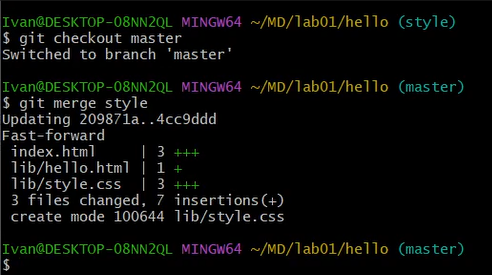 Ivan@DESKTOP-08NN2QL MINGW64 ~/MD/lab01/hello (style)
$ git checkout master
Switched to branch 'master'
Ivan@DESKTOP-08NN2QL MINGW64 ~/MD/lab01/hello (master)
$ git merge style
Updating 209871a..4cc9ddd
Fast-forward
 index.html     | 3 +++
 lib/hello.html | 1 +
 lib/style.css  | 3 +++
 3 files changed, 7 insertions(+)
 create mode 100644 lib/style.css
Ivan@DESKTOP-08NN2QL MINGW64 ~/MD/lab01/hello (master)
$